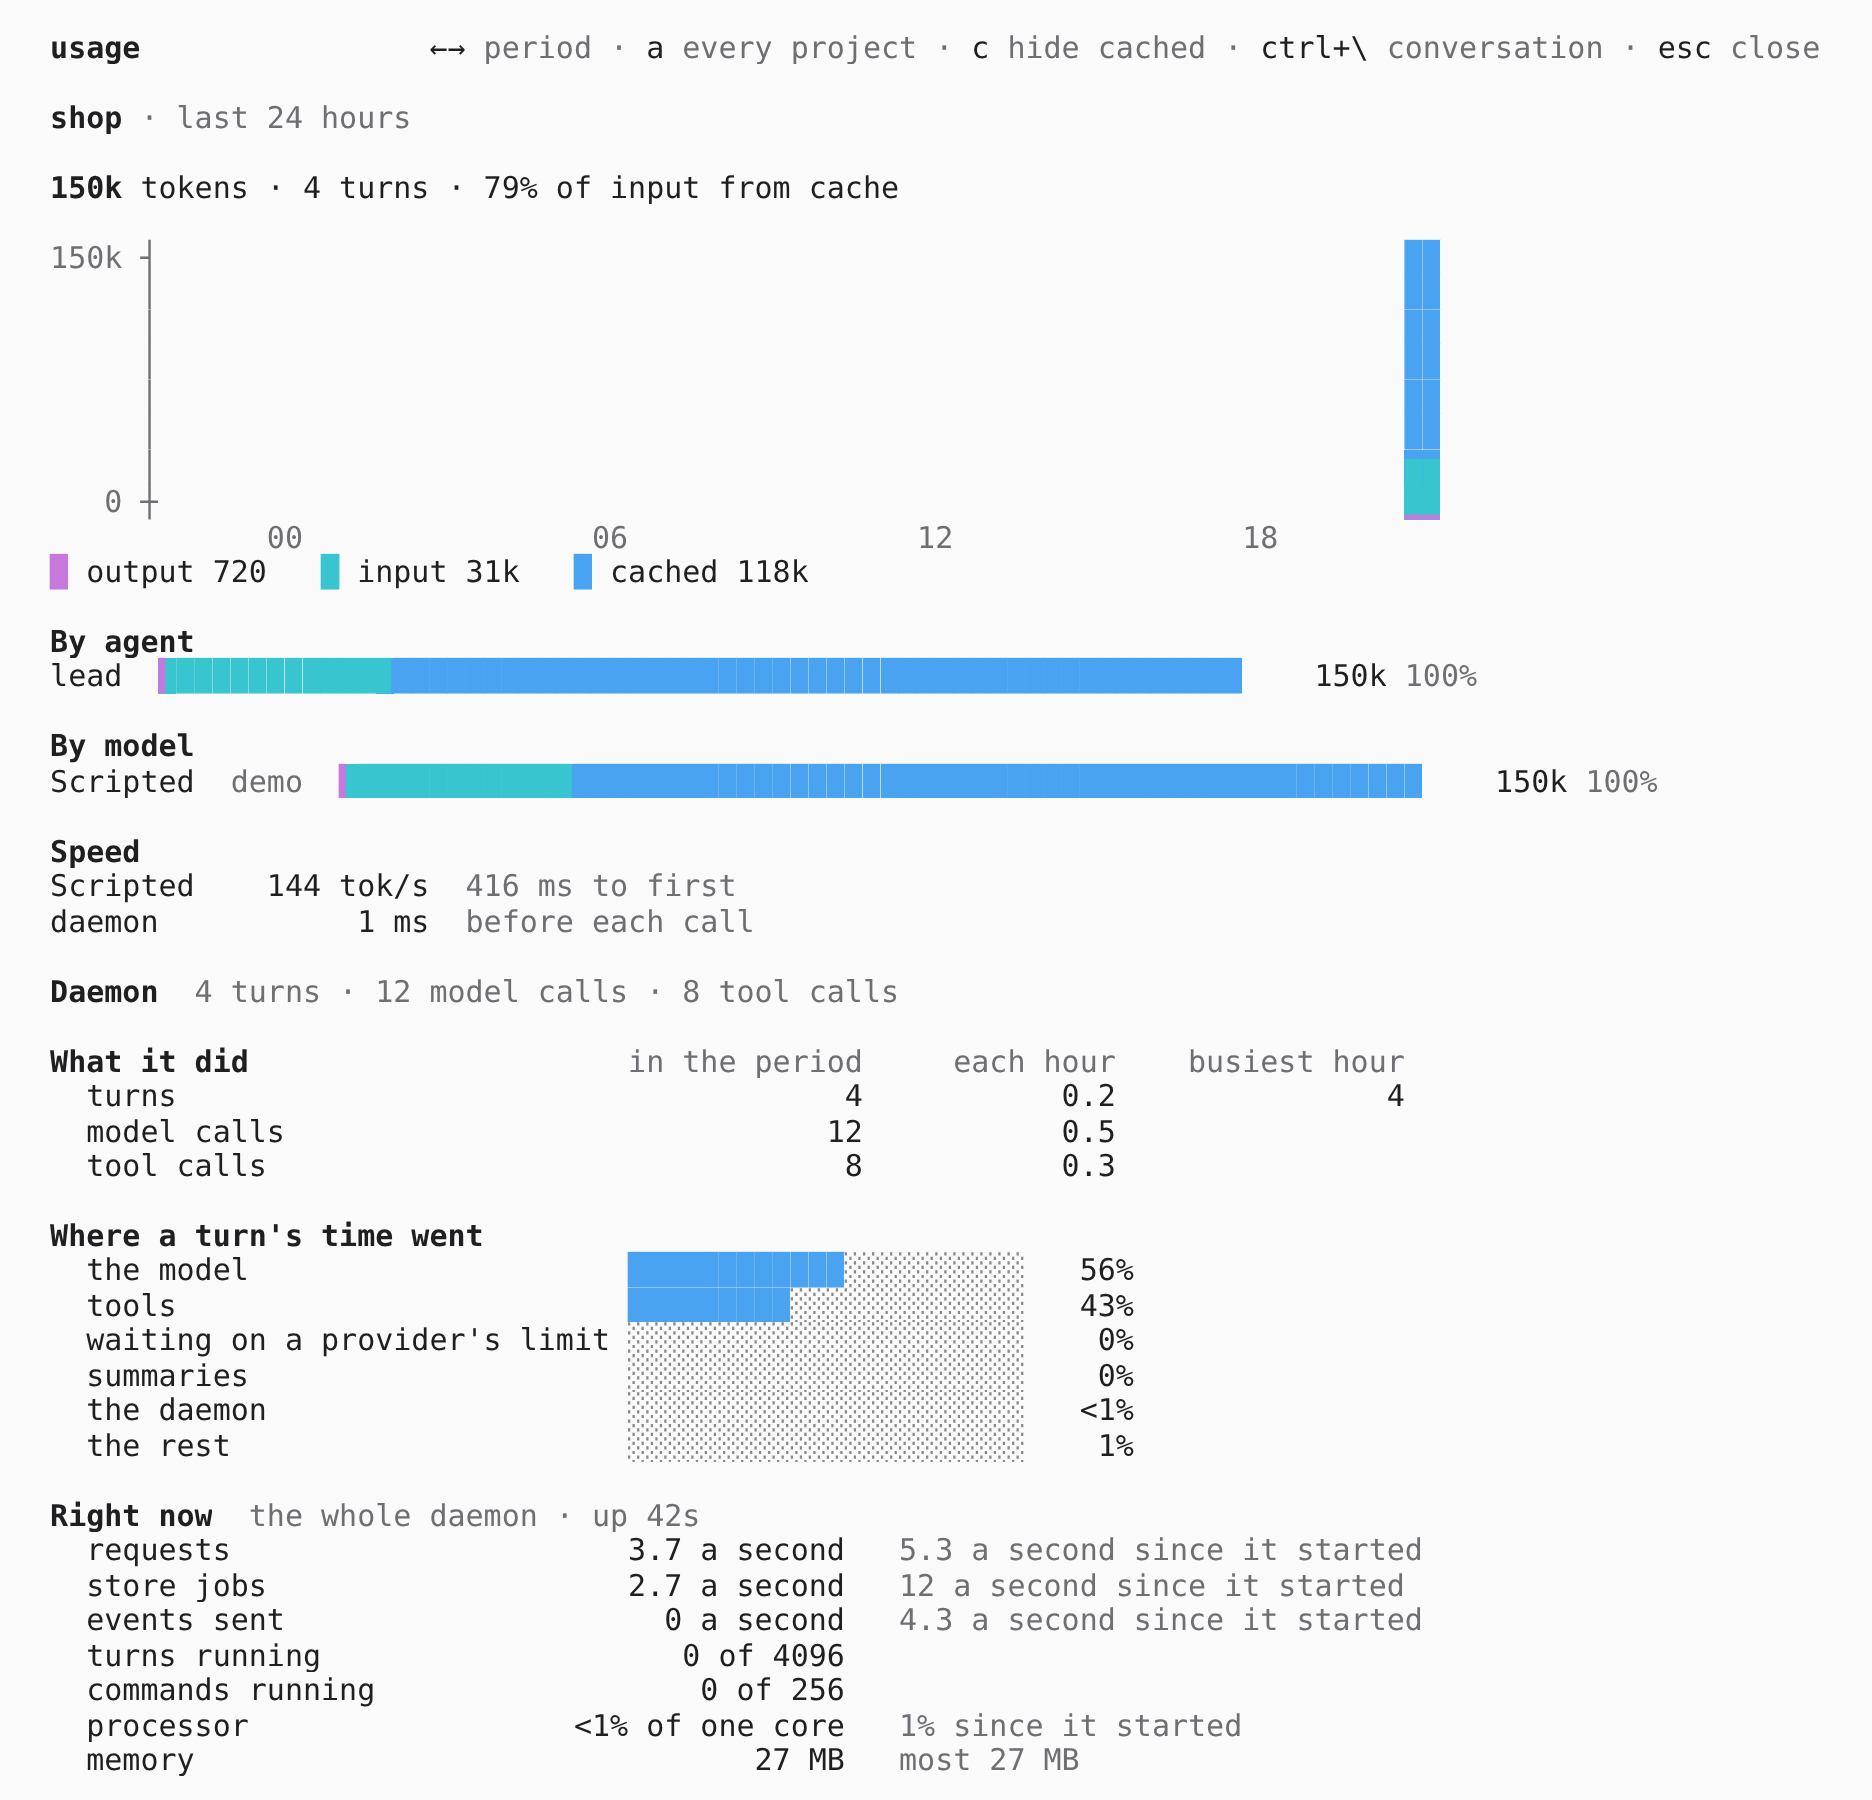 usage ←→ period · a every project · c hide cached · ctrl+\ conversation · esc close
shop · last 24 hours
150k tokens · 4 turns · 79% of input from cache
150k
0
00 06 12 18
output 720 input 31k cached 118k
By agent
lead 150k 100%
By model
Scripted demo 150k 100%
Speed
Scripted 144 tok/s 416 ms to first
daemon 1 ms before each call
Daemon 4 turns · 12 model calls · 8 tool calls
What it did in the period each hour busiest hour
turns 4 0.2 4
model calls 12 0.5
tool calls 8 0.3
Where a turn's time went
the model 56%
tools 43%
waiting on a provider's limit 0%
summaries 0%
the daemon <1%
the rest 1%
Right now the whole daemon · up 42s
requests 3.7 a second 5.3 a second since it started
store jobs 2.7 a second 12 a second since it started
events sent 0 a second 4.3 a second since it started
turns running 0 of 4096
commands running 0 of 256
processor <1% of one core 1% since it started
memory 27 MB most 27 MB